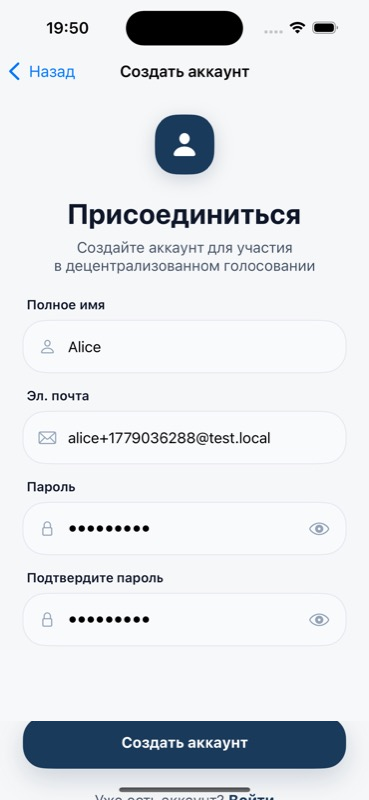 19:50
Назад
Создать аккаунт
Присоединиться
Создайте аккаунт для участия
в децентрализованном голосовании
Полное имя
Alice
Эл. почта
alice+1779036288@test.local
Пароль
•••••••••
Подтвердите пароль
•••••••••
Создать аккаунт
Уже есть аккаунт? Войти